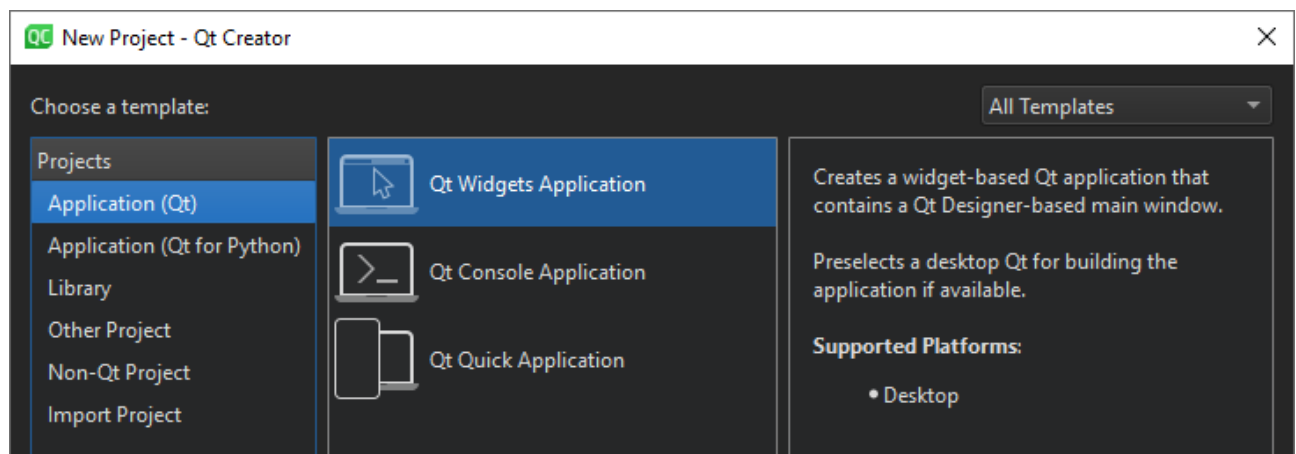 QC New Project - Qt Creator
Choose a template:
All Templates
Projects
Application (Qt)
Application (Qt for Python)
Library
Other Project
Non-Qt Project
Import Project
Qt Widgets Application
Qt Console Application
Qt Quick Application
Creates a widget-based Qt application that
contains a Qt Designer-based main window.
Preselects a desktop Qt for building the
application if available.
Supported Platforms:
• Desktop